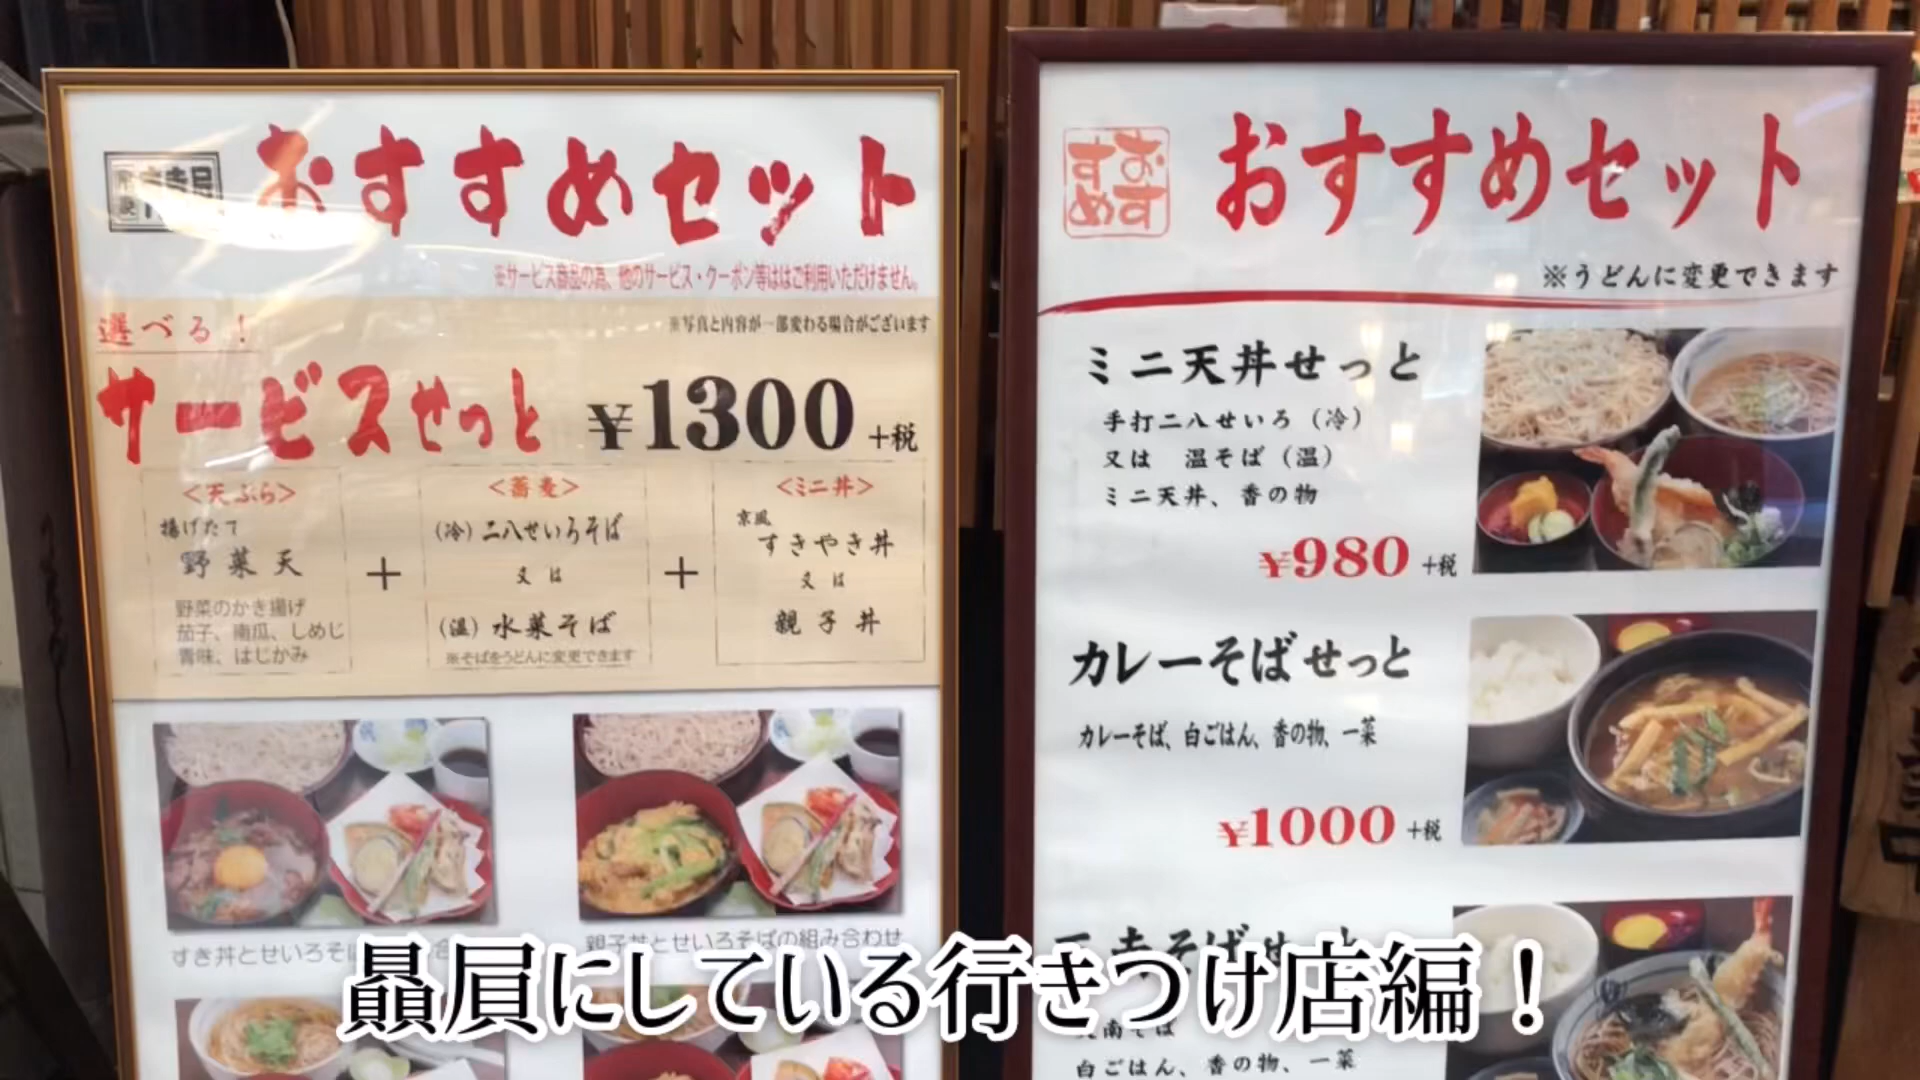 おすすめセット
※サービス商品の為、他のサービス・クーポン等ははご利用いただけません。
選べる！
※写真と内容が一部変わる場合がございます
サービスせっと ¥1300 +税
<天ぷら>
揚げたて
野菜天
野菜のかき揚げ
茄子、南瓜、しめじ
青味、はじかみ
+
<蕎麦>
(冷)二八せいろそば
又は
(温)水菜そば
※そばをうどんに変更できます
+
<ミニ丼>
京風
すきやき丼
又は
親子丼
すき丼とせいろそば
親子丼とせいろそばの組み合わせ
おすすめ
おすすめセット
※うどんに変更できます
ミニ天丼せっと
手打二八せいろ（冷）
又は 温そば（温）
ミニ天丼、香の物
¥980 +税
カレーそばせっと
カレーそば、白ごはん、香の物、一菜
¥1000 +税
そばせっと
南そば
白ごはん、香の物、一菜
贔屓にしている行きつけ店編！